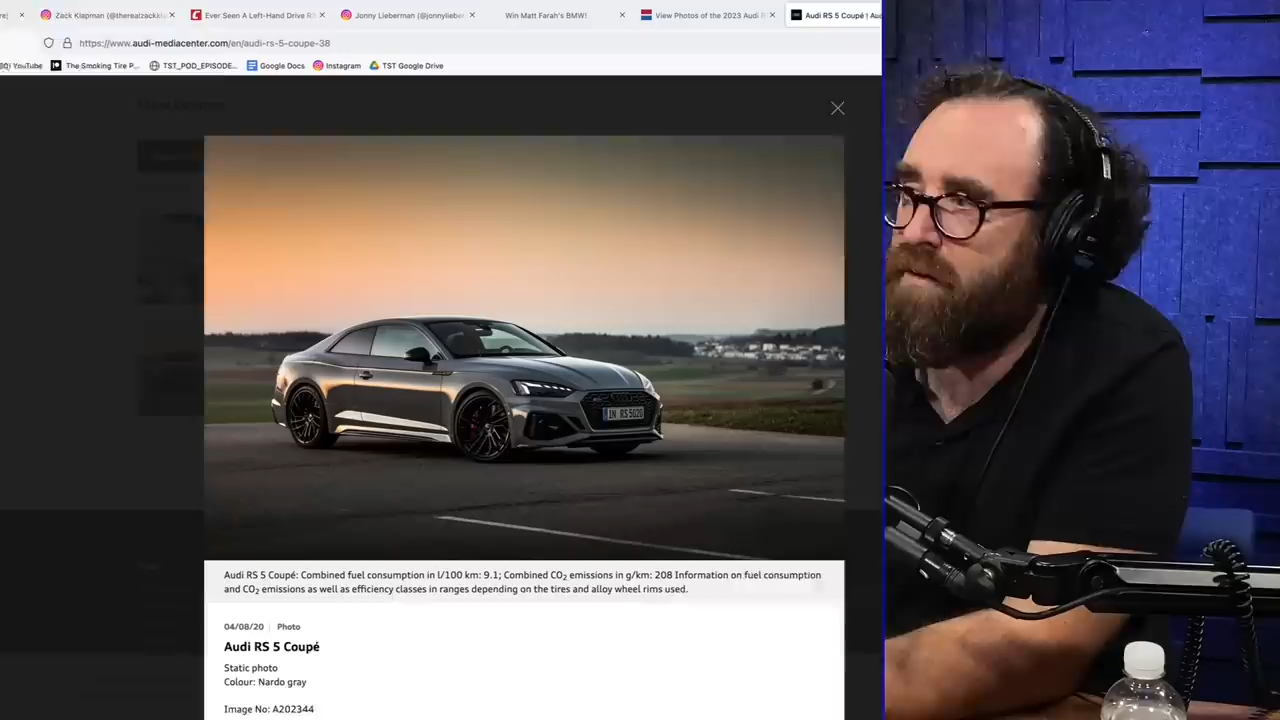 Zack Klapman (@therealzackkl
Ever Seen A Left-Hand Drive R
Jonny Lieberman (@jonnylieber
Win Matt Farah's BMW!
View Photos of the 2023 Audi R
Audi RS 5 Coupé | Aud
https://www.audi-mediacenter.com/en/audi-rs-5-coupe-38
YouTube
The Smoking Tire P...
TST_POD_EPISODE...
Google Docs
Instagram
TST Google Drive
IN RS 5020
Audi RS 5 Coupé: Combined fuel consumption in l/100 km: 9.1; Combined CO₂ emissions in g/km: 208 Information on fuel consumption
and CO₂ emissions as well as efficiency classes in ranges depending on the tires and alloy wheel rims used.
04/08/20 | Photo
Audi RS 5 Coupé
Static photo
Colour: Nardo gray
Image No: A202344